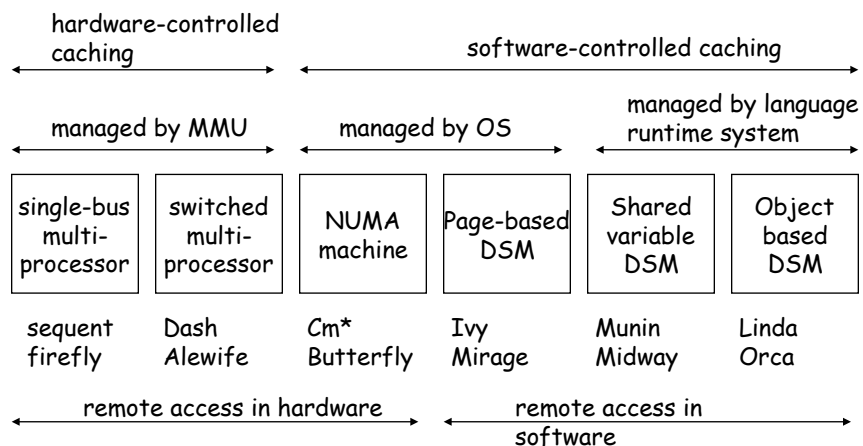 hardware-controlled
caching
software-controlled caching
managed by MMU
managed by OS
managed by language
runtime system
single-bus
multi-
processor
switched
multi-
processor
NUMA
machine
Page-based
DSM
Shared
variable
DSM
Object
based
DSM
sequent
firefly
Dash
Alewife
Cm*
Butterfly
Ivy
Mirage
Munin
Midway
Linda
Orca
remote access in hardware
remote access in
software